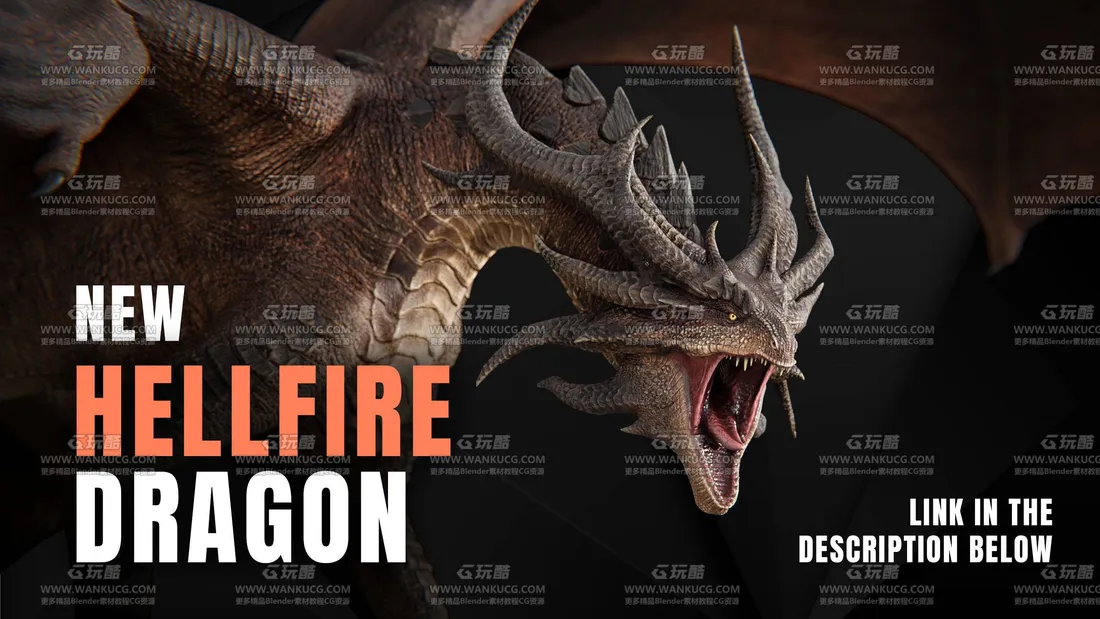 NEW
HELLFIRE
DRAGON
LINK IN THE
DESCRIPTION BELOW
玩酷
WWW.WANKUCG.COM
更多精品Blender素材教程CG资源